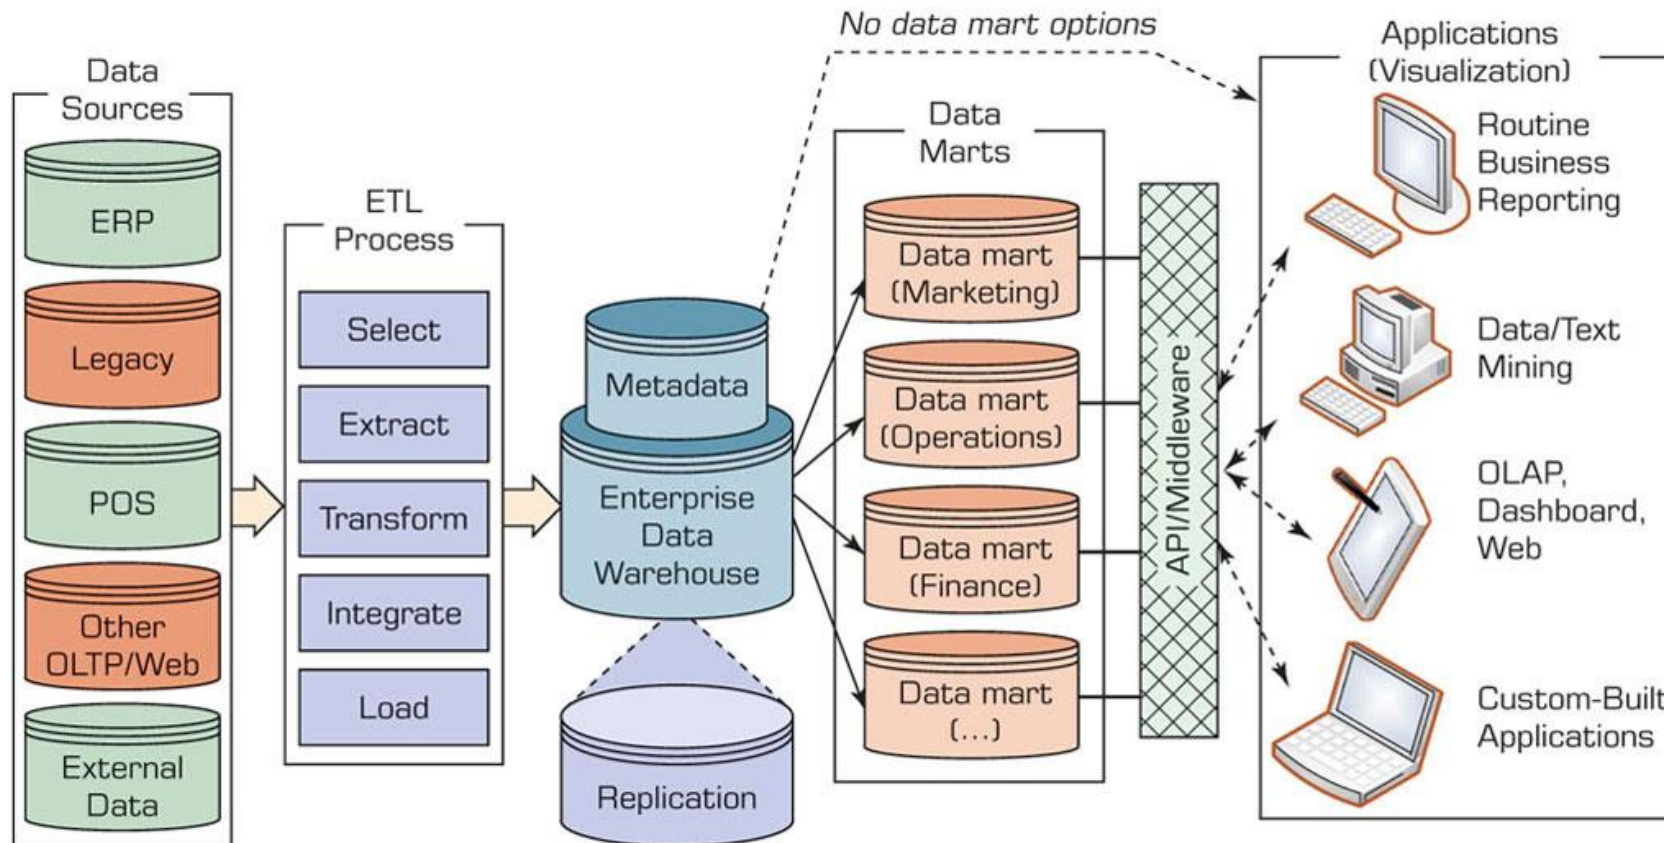 No data mart options
Data
Sources
ERP
Legacy
POS
Other
OLTP/Web
External
Data
ETL
Process
Select
Extract
Transform
Integrate
Load
Metadata
Enterprise
Data
Warehouse
Replication
Data
Marts
Data mart
(Marketing)
Data mart
(Operations)
Data mart
(Finance)
Data mart
(...)
API/Middleware
Applications
(Visualization)
Routine
Business
Reporting
Data/Text
Mining
OLAP,
Dashboard,
Web
Custom-Built
Applications